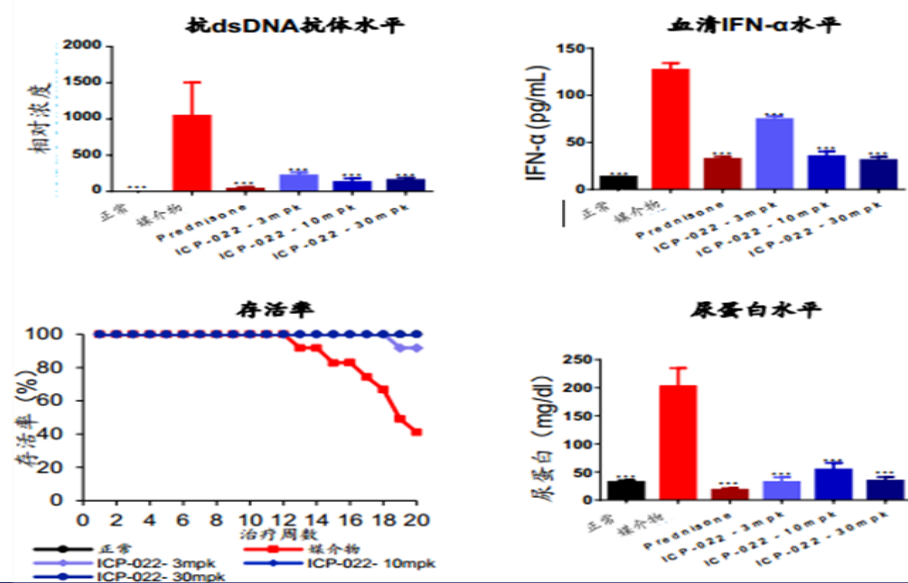 抗dsDNA抗体水平
相对浓度
2000
1500
1000
500
0
***
***
***
***
***
正常
媒介物
Prednisone
ICP-022 - 3mpk
ICP-022 - 10mpk
ICP-022 - 30mpk
血清IFN-α水平
IFN-α (pg/mL)
150
100
50
0
***
***
***
***
***
正常
媒介物
Prednisone
ICP-022 - 3mpk
ICP-022 - 10mpk
ICP-022 - 30mpk
存活率
存活率 (%)
100
80
60
40
20
0
0 2 4 6 8 10 12 14 16 18 20
治疗周数
正常
媒介物
ICP-022- 3mpk
ICP-022- 10mpk
ICP-022- 30mpk
尿蛋白水平
尿蛋白 (mg/dl)
250
200
150
100
50
0
***
***
***
***
***
正常
媒介物
Prednisone
ICP-022 - 3mpk
ICP-022 - 10mpk
ICP-022 - 30mpk